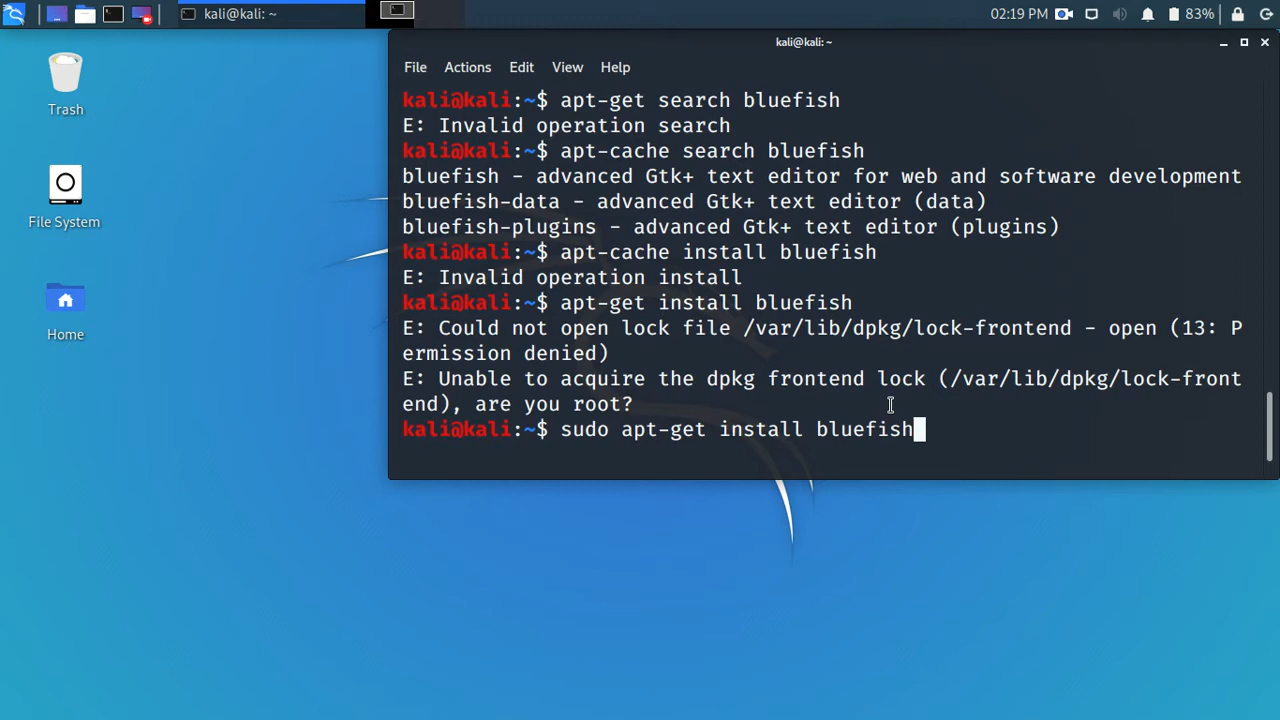 kali@kali: ~
02:19 PM
83%
kali@kali: ~
File Actions Edit View Help
Trash
File System
Home
kali@kali:~$ apt-get search bluefish
E: Invalid operation search
kali@kali:~$ apt-cache search bluefish
bluefish - advanced Gtk+ text editor for web and software development
bluefish-data - advanced Gtk+ text editor (data)
bluefish-plugins - advanced Gtk+ text editor (plugins)
kali@kali:~$ apt-cache install bluefish
E: Invalid operation install
kali@kali:~$ apt-get install bluefish
E: Could not open lock file /var/lib/dpkg/lock-frontend - open (13: P
ermission denied)
E: Unable to acquire the dpkg frontend lock (/var/lib/dpkg/lock-front
end), are you root?
kali@kali:~$ sudo apt-get install bluefish